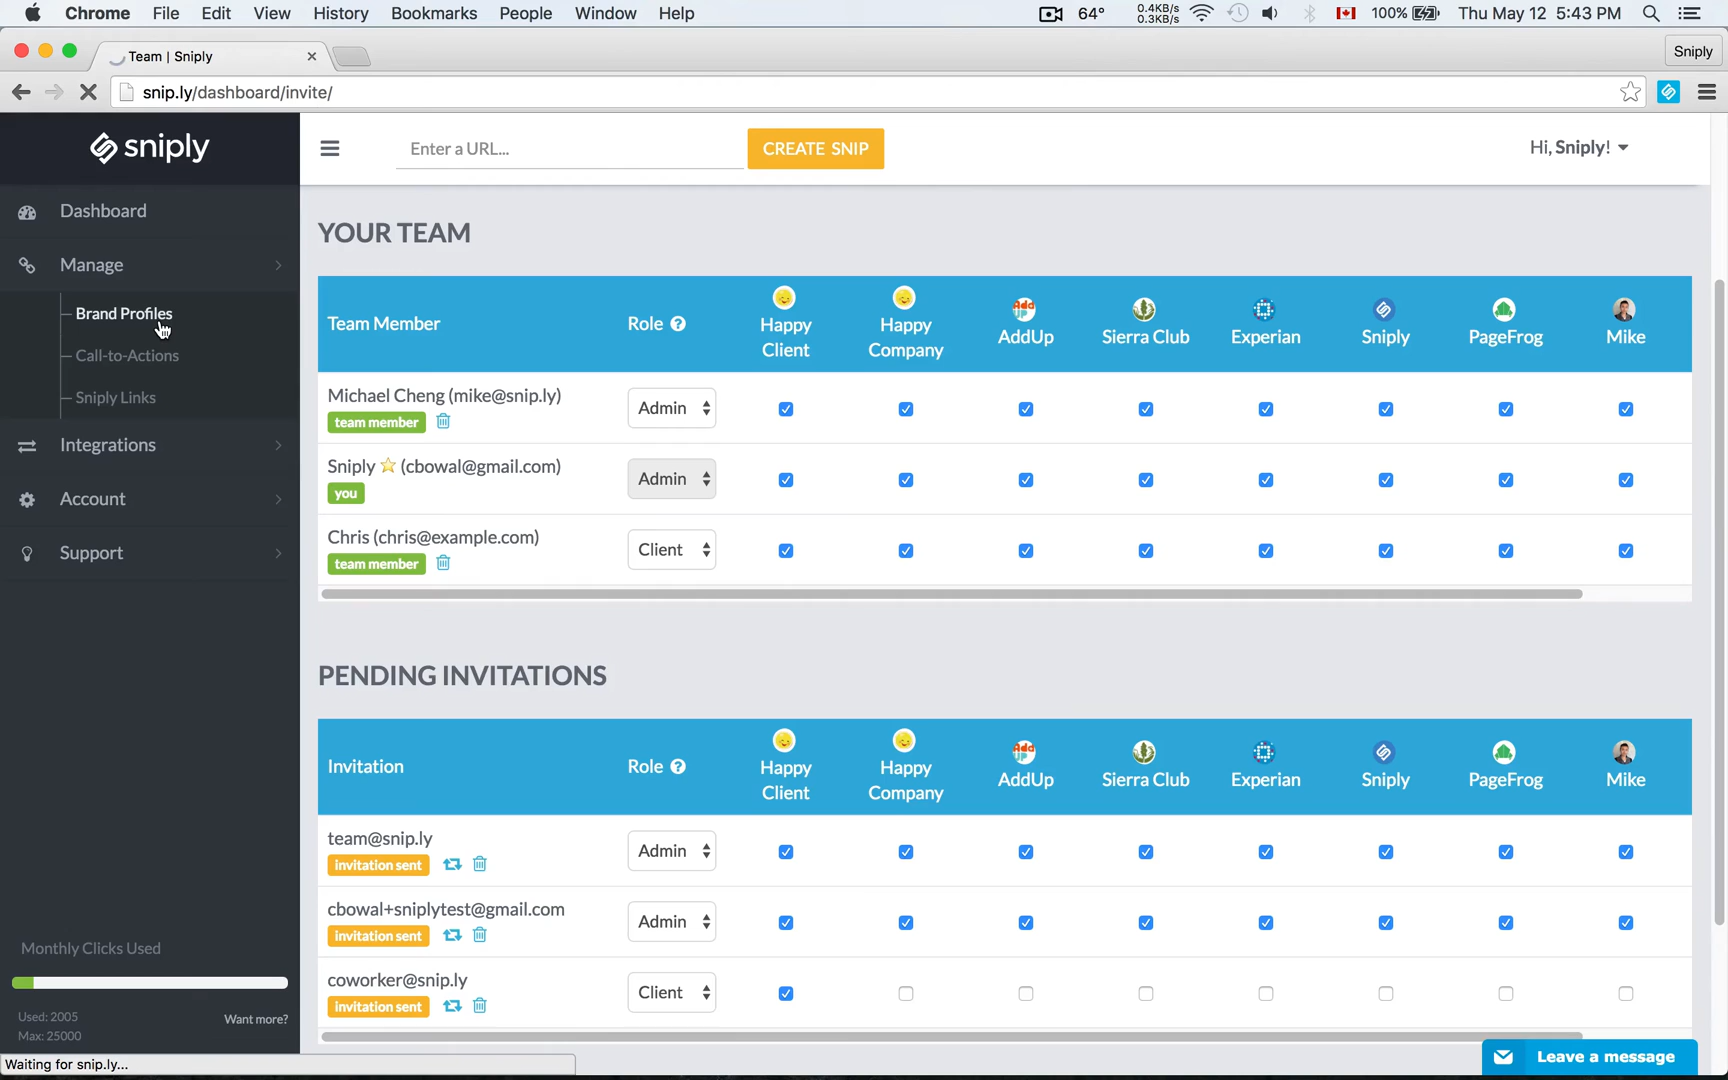 Chrome File Edit View History Bookmarks People Window Help 64° 0.4KB/s 0.3KB/s 100% Thu May 12 5:43 PM
Team | Sniply Sniply
snip.ly/dashboard/invite/
sniply
Enter a URL...
CREATE SNIP
Hi, Sniply!
Dashboard
Manage
Brand Profiles
Call-to-Actions
Sniply Links
Integrations
Account
Support
Monthly Clicks Used
Used: 2005
Max: 25000
Want more?
Waiting for snip.ly...
YOUR TEAM
Team Member Role ? Happy Client Happy Company AddUp Sierra Club Experian Sniply PageFrog Mike
Michael Cheng (mike@snip.ly) Admin
team member
Sniply (cbowal@gmail.com) Admin
you
Chris (chris@example.com) Client
team member
PENDING INVITATIONS
Invitation Role ? Happy Client Happy Company AddUp Sierra Club Experian Sniply PageFrog Mike
team@snip.ly Admin
invitation sent
cbowal+sniplytest@gmail.com Admin
invitation sent
coworker@snip.ly Client
invitation sent
Leave a message